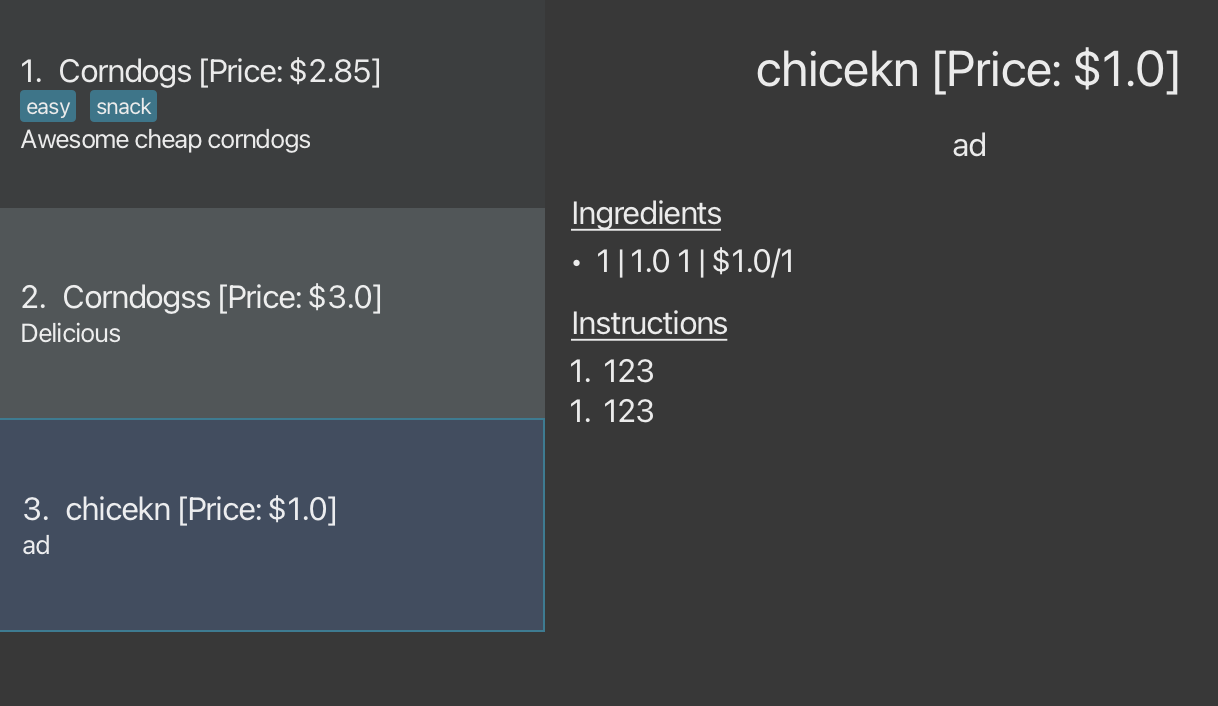 1. Corndogs [Price: $2.85]
easy snack
Awesome cheap corndogs
2. Corndogss [Price: $3.0]
Delicious
3. chicekn [Price: $1.0]
ad
chicekn [Price: $1.0]
ad
Ingredients
• 1 | 1.0 1 | $1.0/1
Instructions
1. 123
1. 123